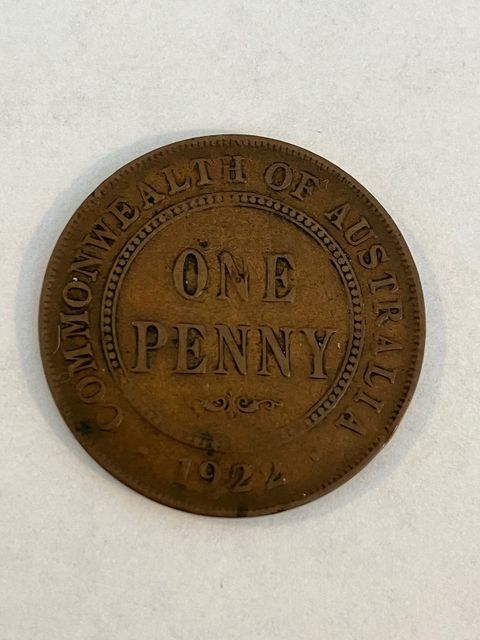 COMMONWEALTH OF AUSTRALIA
ONE
PENNY
1922